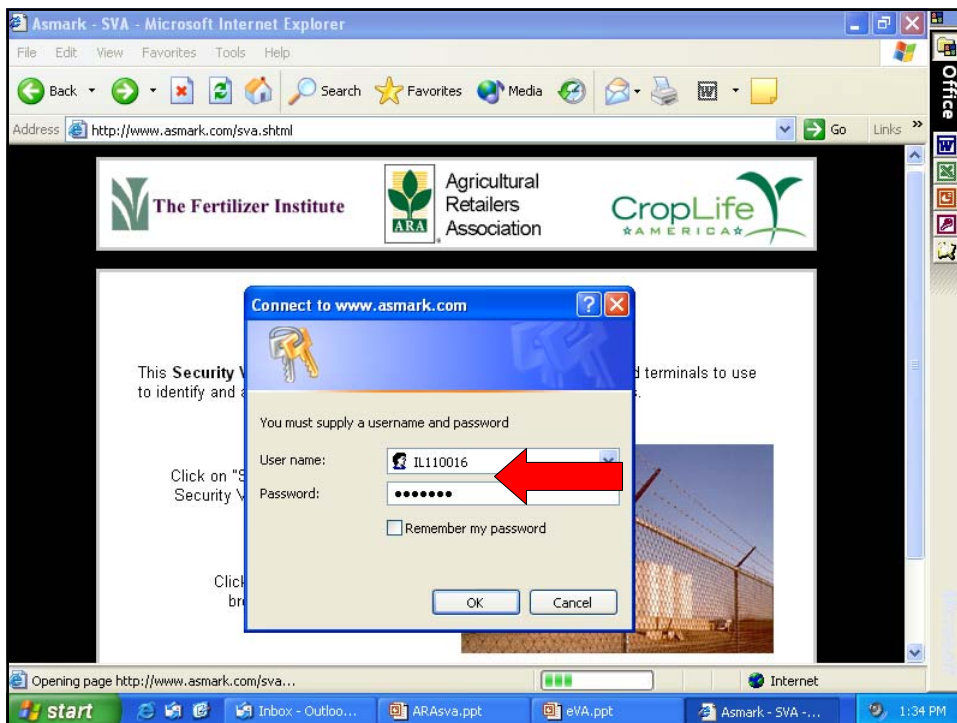 Asmark - SVA - Microsoft Internet Explorer
File Edit View Favorites Tools Help
Back Search Favorites Media
Address http://www.asmark.com/sva.shtml Go Links »
Office
The Fertilizer Institute
ARA
Agricultural
Retailers
Association
CropLife
AMERICA
Connect to www.asmark.com
This Security V
d terminals to use
to identify and a
s.
You must supply a username and password
User name: IL110016
Click on "S
Password: •••••••
Security V
Remember my password
Click
bro
OK Cancel
Opening page http://www.asmark.com/sva... Internet
start Inbox - Outloo... ARAsva.ppt eVA.ppt Asmark - SVA -... 1:34 PM